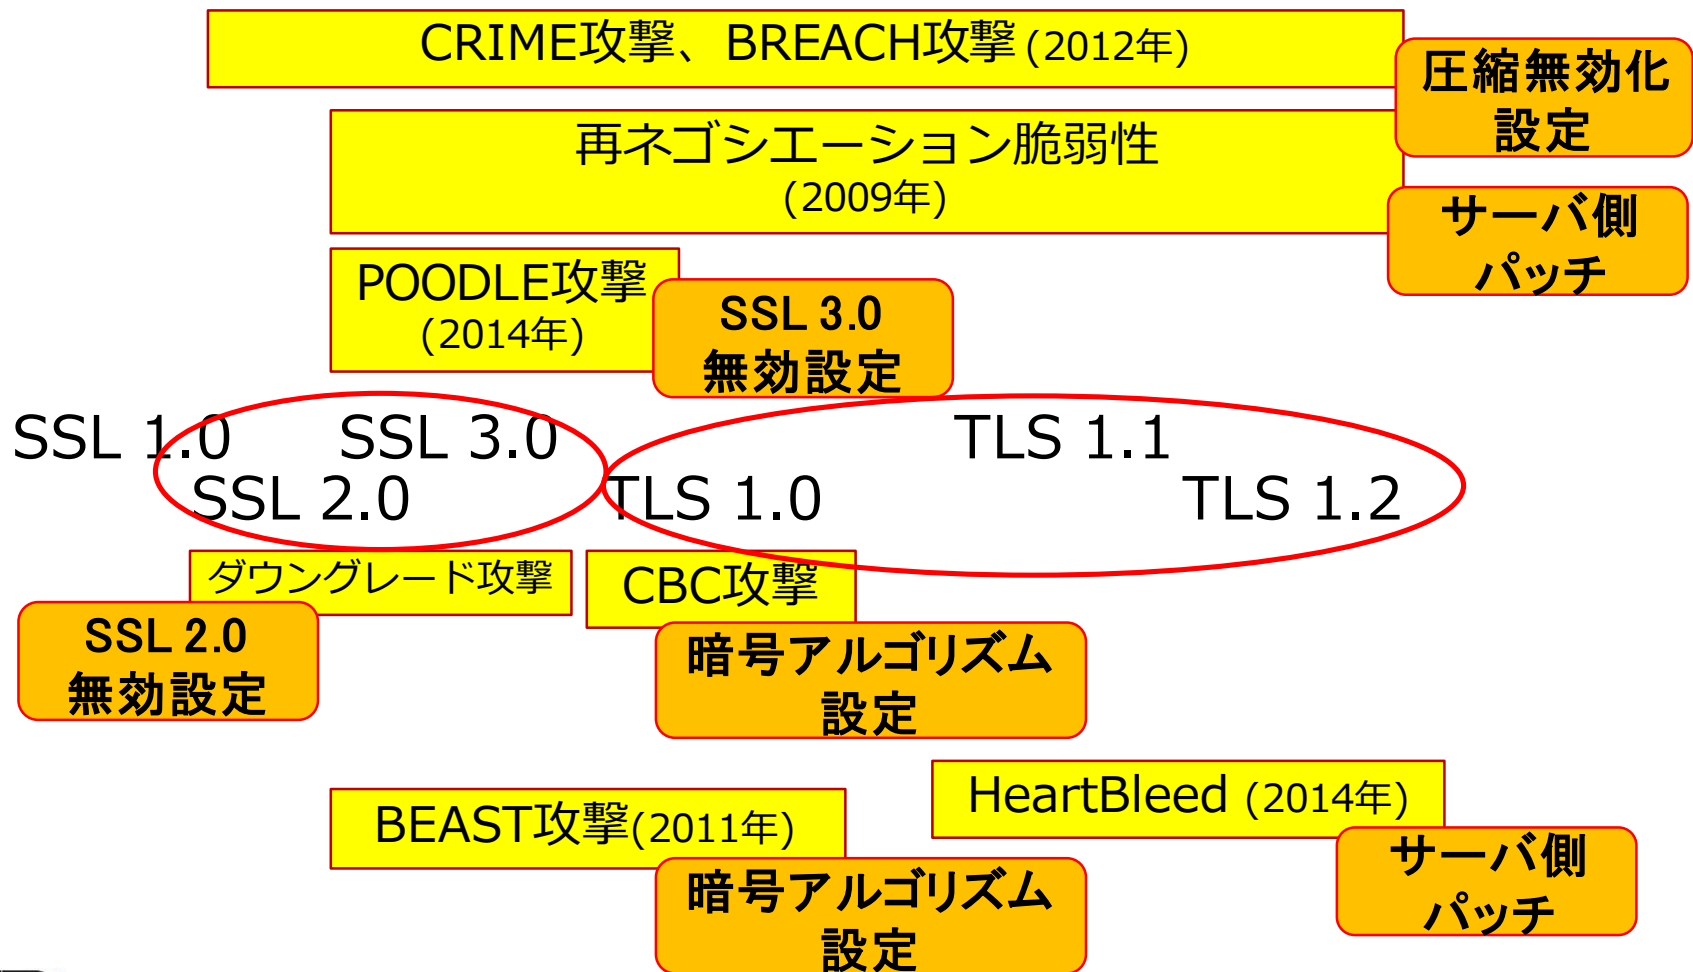 CRIME攻撃、BREACH攻撃 (2012年)
圧縮無効化
設定
再ネゴシエーション脆弱性
(2009年)
サーバ側
パッチ
POODLE攻撃
(2014年)
SSL 3.0
無効設定
SSL 1.0
SSL 3.0
TLS 1.1
SSL 2.0
TLS 1.0
TLS 1.2
ダウングレード攻撃
CBC攻撃
SSL 2.0
無効設定
暗号アルゴリズム
設定
HeartBleed (2014年)
BEAST攻撃(2011年)
サーバ側
パッチ
暗号アルゴリズム
設定